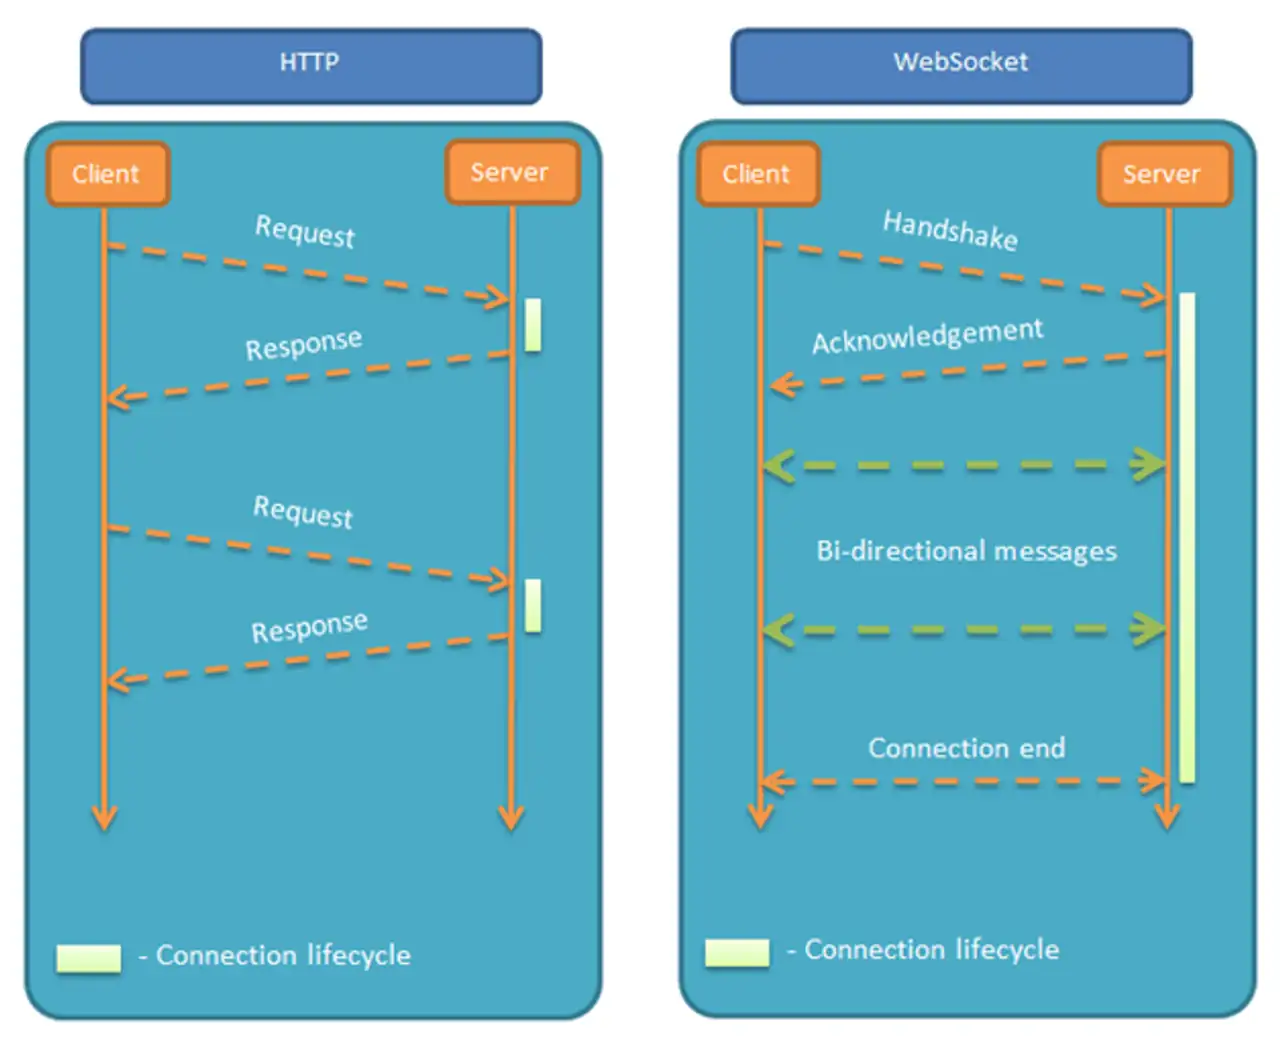 HTTP
Client
Server
Request
Response
Request
Response
- Connection lifecycle
WebSocket
Client
Server
Handshake
Acknowledgement
Bi-directional messages
Connection end
- Connection lifecycle